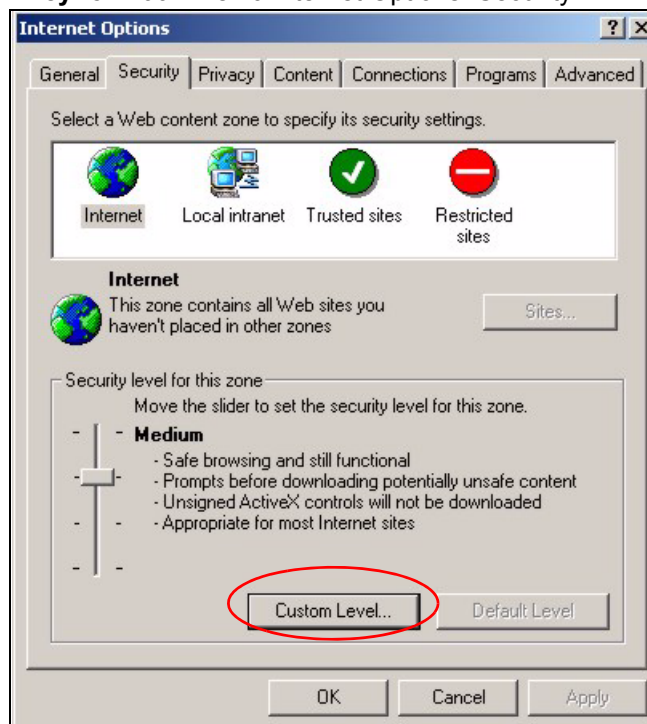 Internet Options
General Security Privacy Content Connections Programs Advanced
Select a Web content zone to specify its security settings.
Internet Local intranet Trusted sites Restricted
sites
Internet
This zone contains all Web sites you
haven't placed in other zones
Sites...
Security level for this zone
Move the slider to set the security level for this zone.
Medium
- Safe browsing and still functional
- Prompts before downloading potentially unsafe content
- Unsigned ActiveX controls will not be downloaded
- Appropriate for most Internet sites
Custom Level...
Default Level
OK Cancel Apply